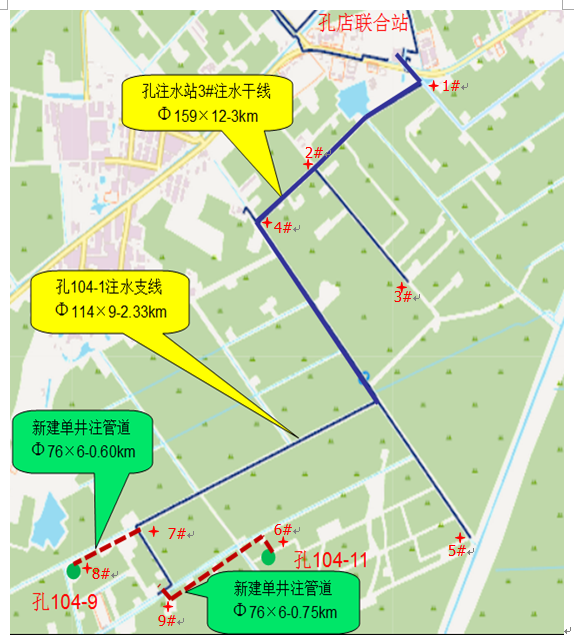 孔店联合站
1#
孔注水站3#注水干线
Φ159×12-3km
2#
4#
3#
孔104-1注水支线
Φ114×9-2.33km
新建单井注管道
Φ76×6-0.60km
7#
6#
5#
孔104-11
8#
孔104-9
新建单井注管道
Φ76×6-0.75km
9#